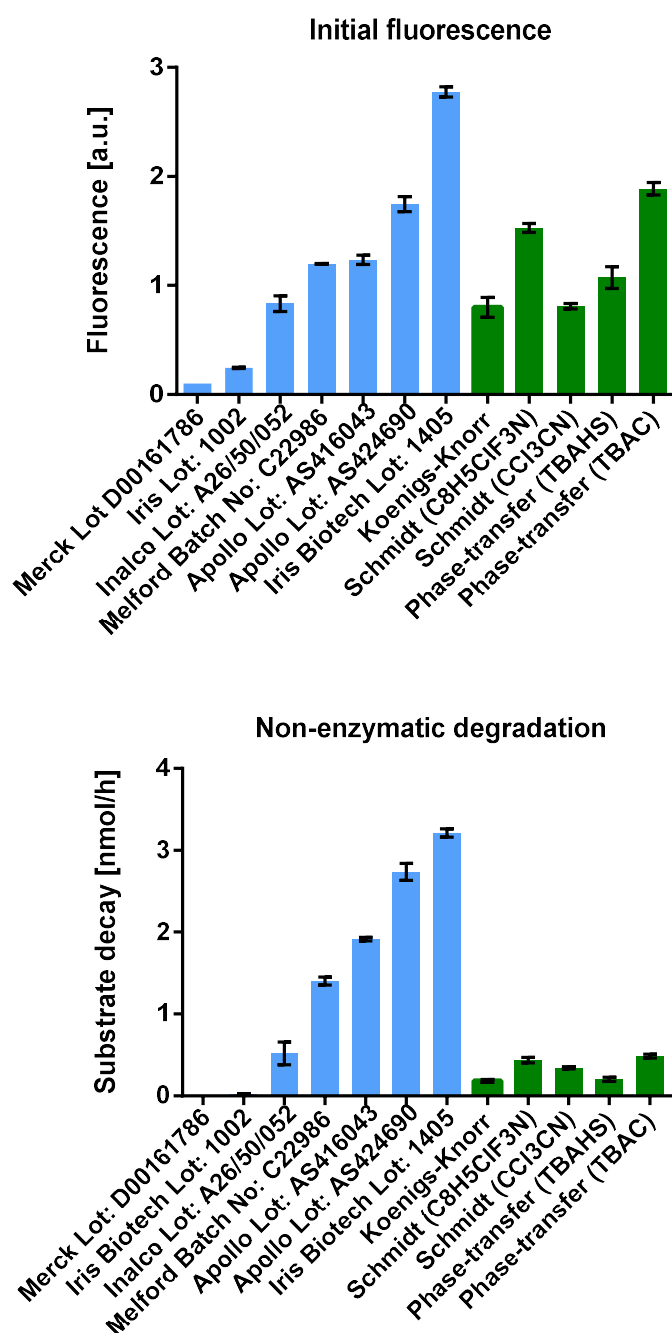 Initial fluorescence
Fluorescence [a.u.]
3
2
1
0
Merck Lot D00161786
Iris Lot: 1002
Inalco Lot: A26/50/052
Melford Batch No: C22986
Apollo Lot: AS416043
Apollo Lot: AS424690
Iris Biotech Lot: 1405
Koenigs-Knorr
Schmidt (C8H5ClF3N)
Schmidt (CCl3CN)
Phase-transfer (TBAHS)
Phase-transfer (TBAC)
Non-enzymatic degradation
Substrate decay [nmol/h]
4
3
2
1
0
Merck Lot: D00161786
Iris Biotech Lot: 1002
Inalco Lot: A26/50/052
Melford Batch No: C22986
Apollo Lot: AS416043
Apollo Lot: AS424690
Iris Biotech Lot: 1405
Koenigs-Knorr
Schmidt (C8H5ClF3N)
Schmidt (CCl3CN)
Phase-transfer (TBAHS)
Phase-transfer (TBAC)